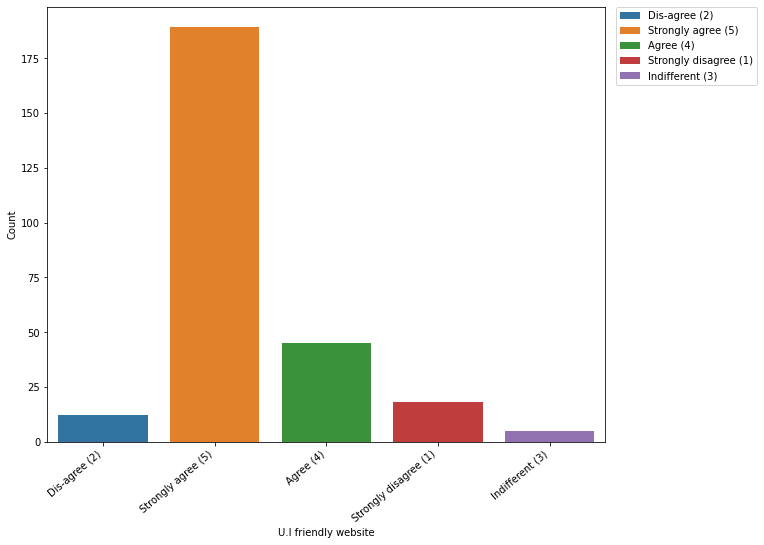 Dis-agree (2)
Strongly agree (5)
Agree (4)
Strongly disagree (1)
Indifferent (3)
175
150
125
100
75
50
25
0
Count
Dis-agree (2)
Strongly agree (5)
Agree (4)
Strongly disagree (1)
Indifferent (3)
U.I friendly website